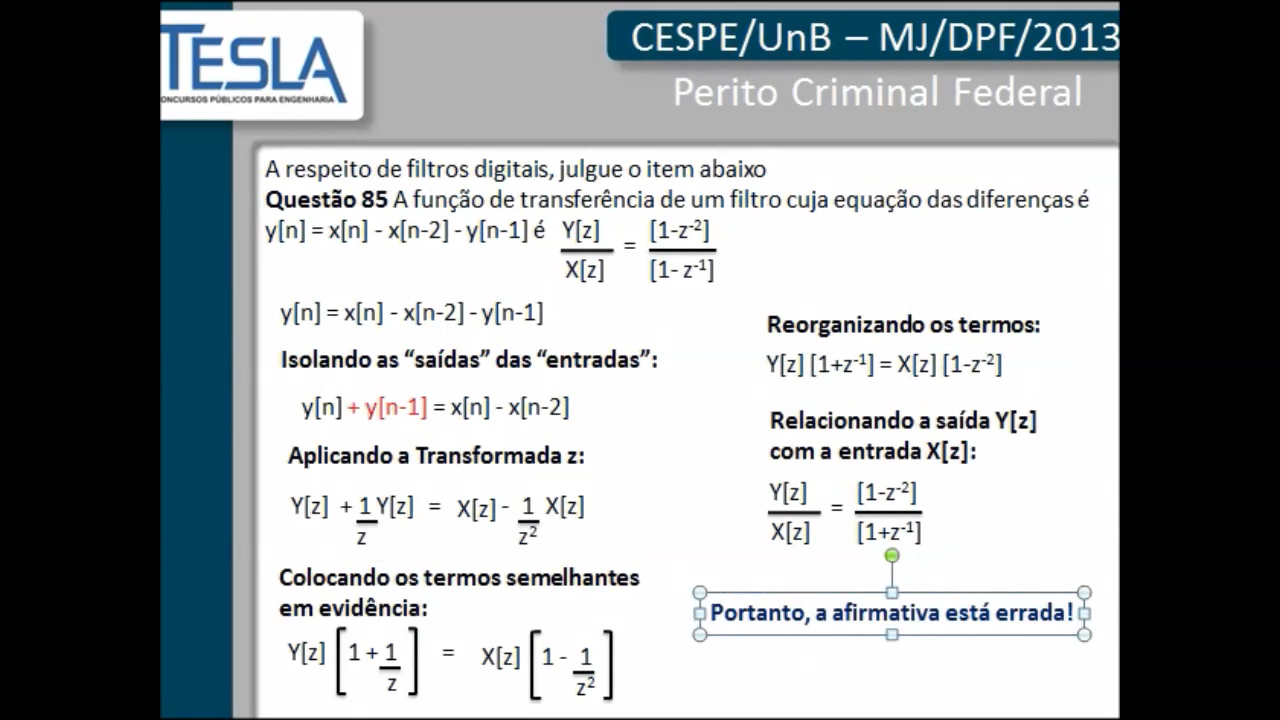 TESLA
ONCURSOS PÚBLICOS PARA ENGENHARIA
CESPE/UnB – MJ/DPF/2013
Perito Criminal Federal
A respeito de filtros digitais, julgue o item abaixo
Questão 85 A função de transferência de um filtro cuja equação das diferenças é
y[n] = x[n] - x[n-2] - y[n-1] é Y[z]/X[z] = [1-z⁻²]/[1- z⁻¹]
y[n] = x[n] - x[n-2] - y[n-1]
Isolando as “saídas” das “entradas”:
y[n] + y[n-1] = x[n] - x[n-2]
Aplicando a Transformada z:
Y[z] + 1/z Y[z] = X[z] - 1/z² X[z]
Colocando os termos semelhantes
em evidência:
Y[z] [1 + 1/z] = X[z] [1 - 1/z²]
Reorganizando os termos:
Y[z] [1+z⁻¹] = X[z] [1-z⁻²]
Relacionando a saída Y[z]
com a entrada X[z]:
Y[z]/X[z] = [1-z⁻²]/[1+z⁻¹]
Portanto, a afirmativa está errada!